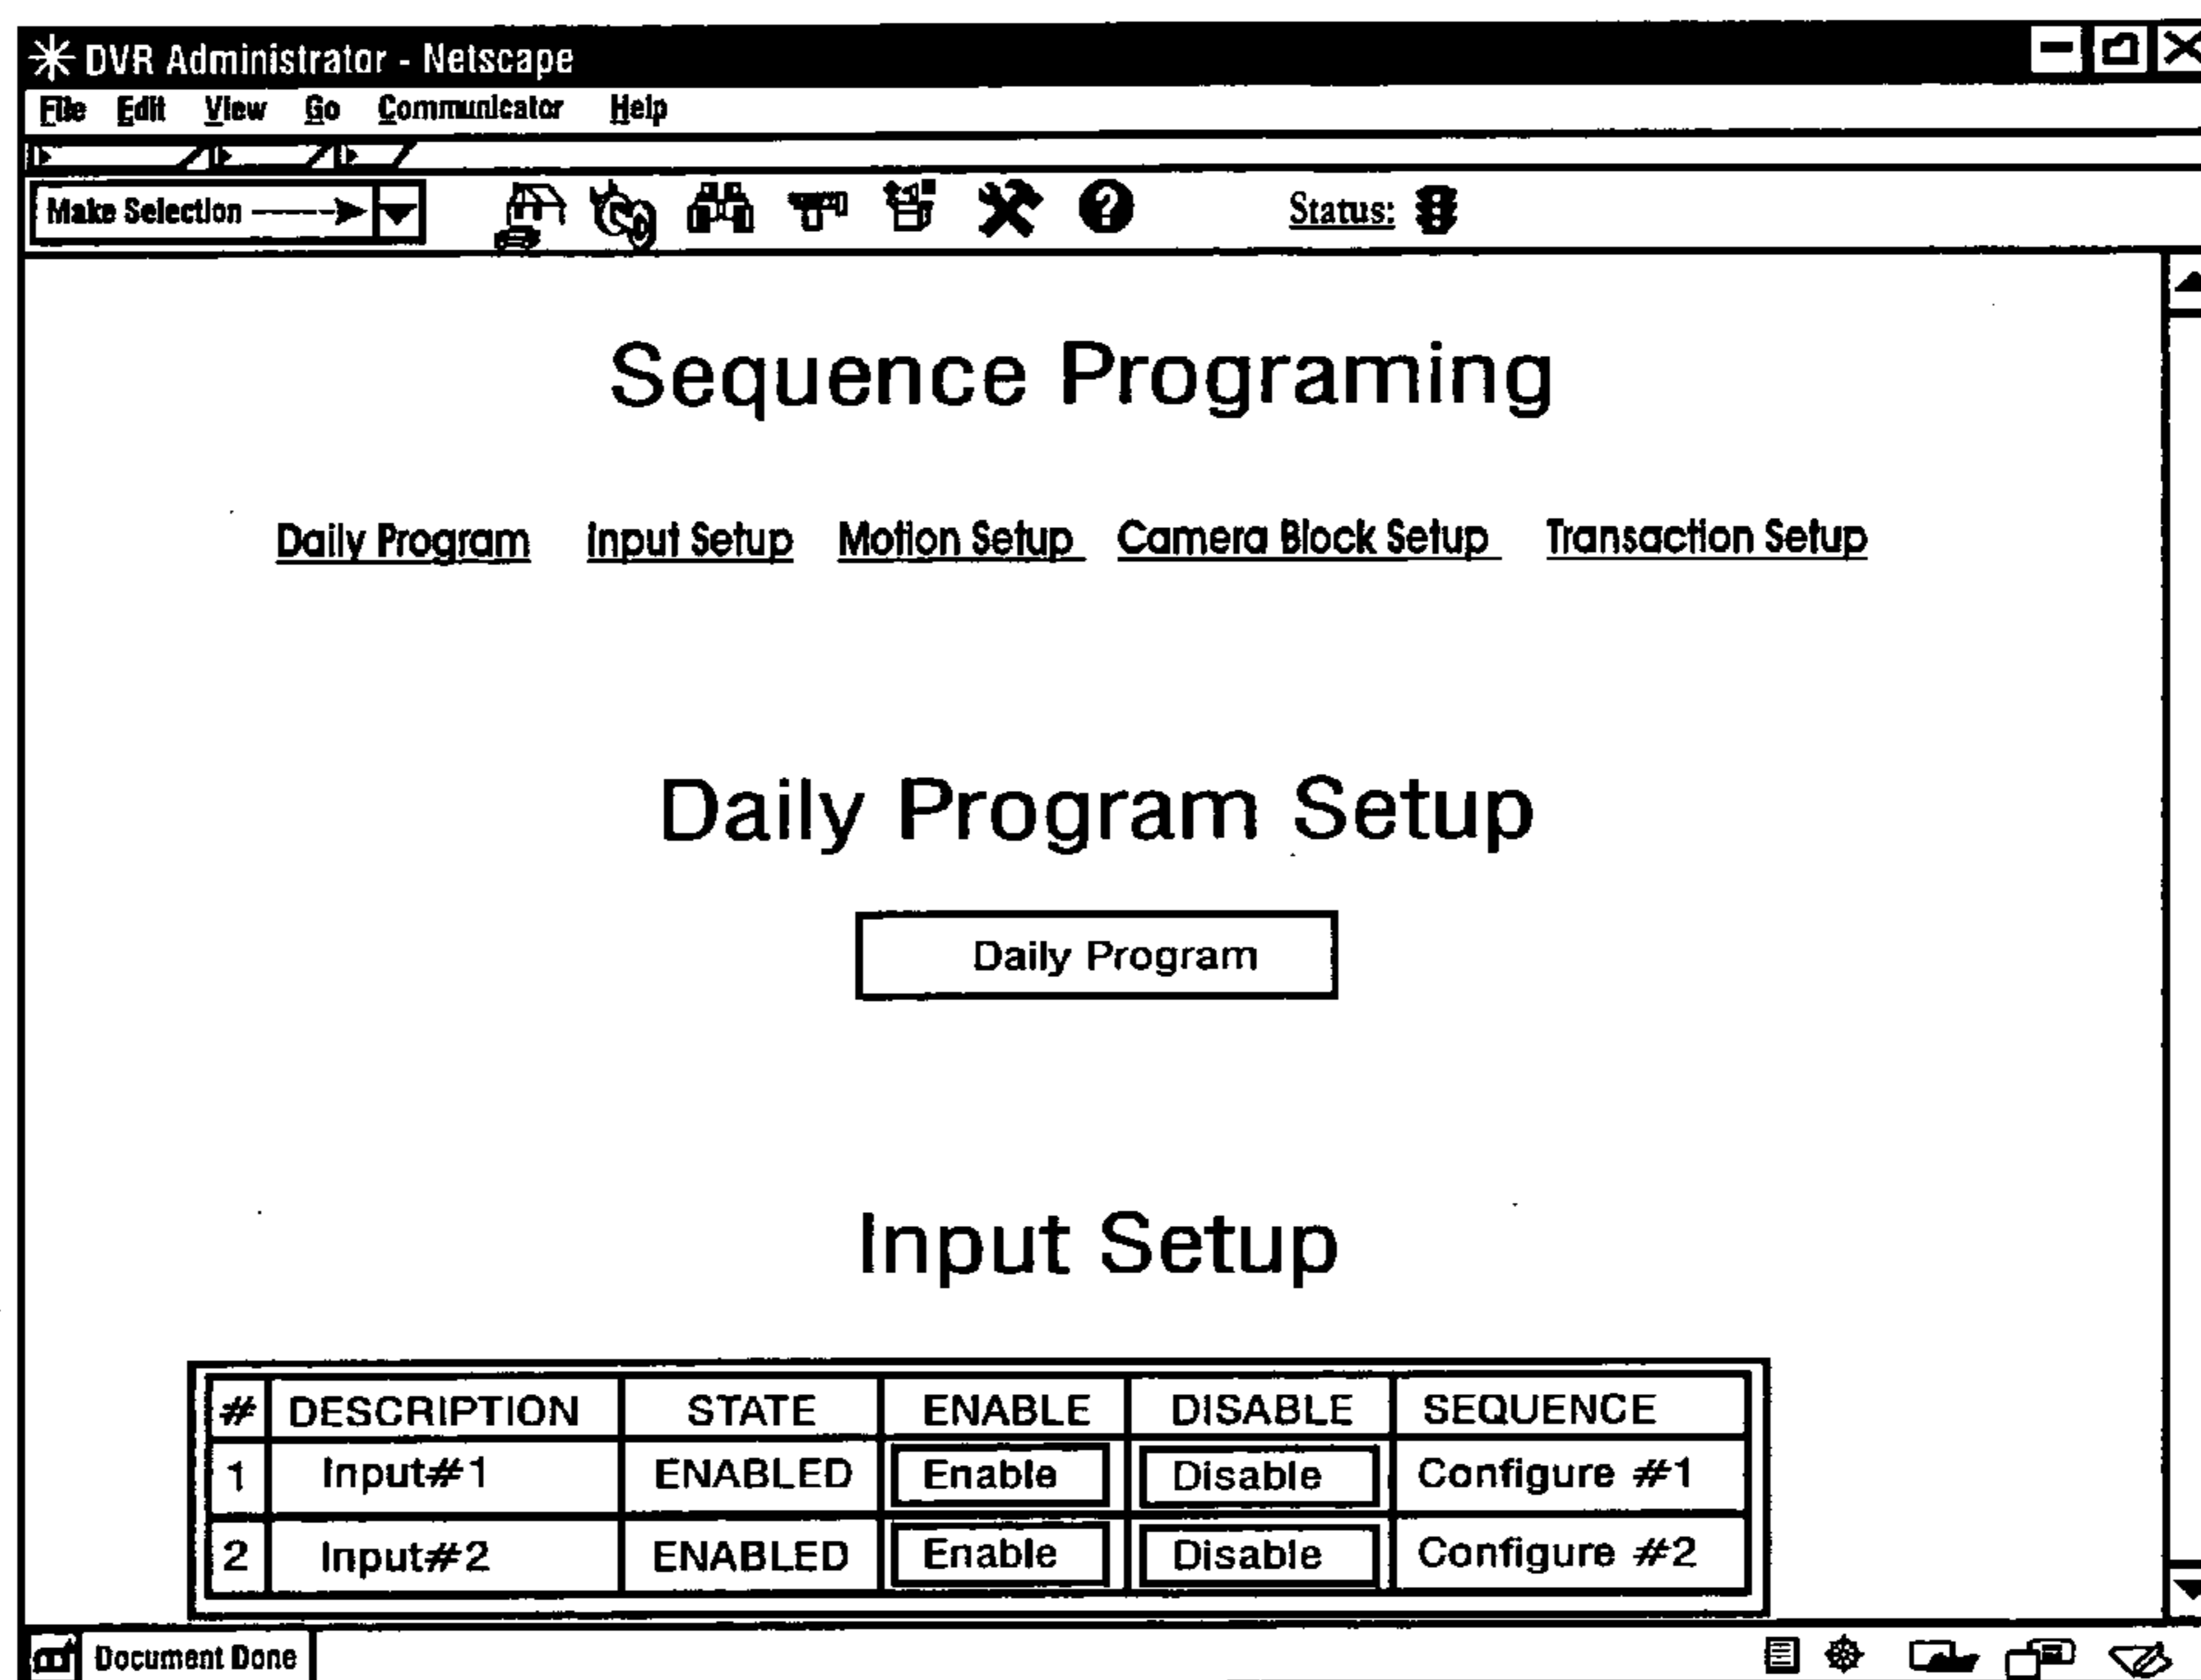 DVR Administrator - Netscape
File Edit View Go Communicator Help
Make Selection Status:
Sequence Programing
Daily Program Input Setup Motion Setup Camera Block Setup Transaction Setup
Daily Program Setup
Daily Program
Input Setup
# DESCRIPTION STATE ENABLE DISABLE SEQUENCE
1 Input#1 ENABLED Enable Disable Configure #1
2 Input#2 ENABLED Enable Disable Configure #2
Document Done